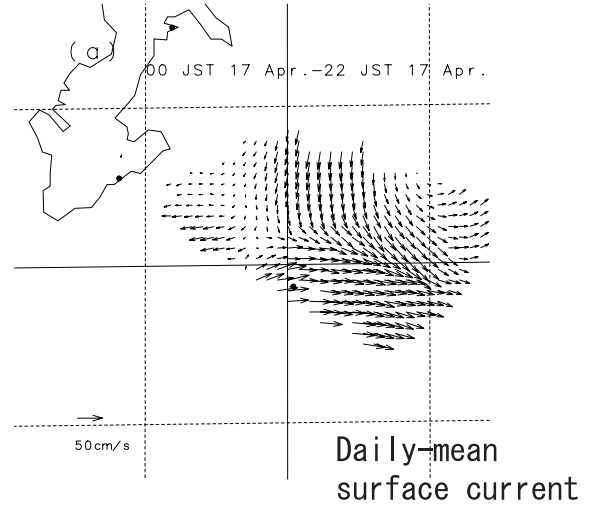 (a)
00 JST 17 Apr.–22 JST 17 Apr.
50cm/s
Daily-mean
surface current